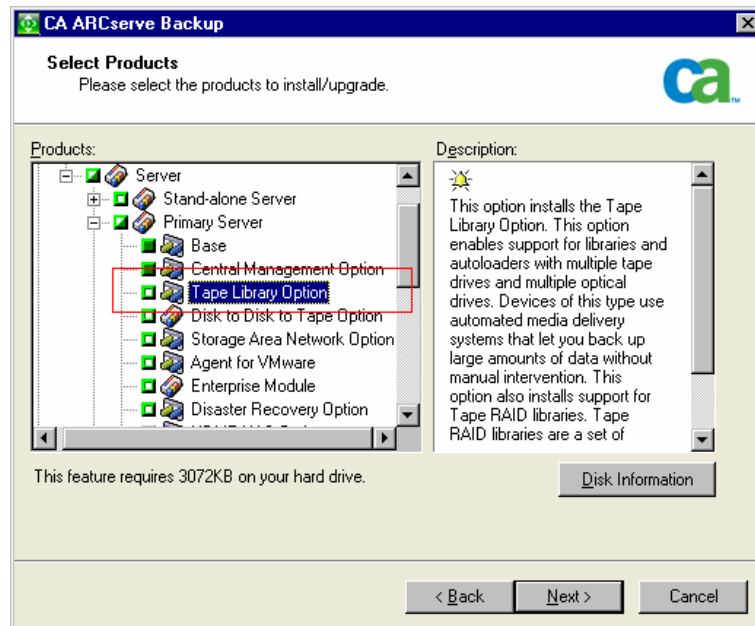 CA ARCserve Backup
Select Products
Please select the products to install/upgrade.
ca
Products:
Server
Stand-alone Server
Primary Server
Base
Central Management Option
Tape Library Option
Disk to Disk to Tape Option
Storage Area Network Option
Agent for VMware
Enterprise Module
Disaster Recovery Option
Description:
This option installs the Tape
Library Option. This option
enables support for libraries and
autoloaders with multiple tape
drives and multiple optical
drives. Devices of this type use
automated media delivery
systems that let you back up
large amounts of data without
manual intervention. This
option also installs support for
Tape RAID libraries. Tape
RAID libraries are a set of
This feature requires 3072KB on your hard drive.
Disk Information
< Back
Next >
Cancel